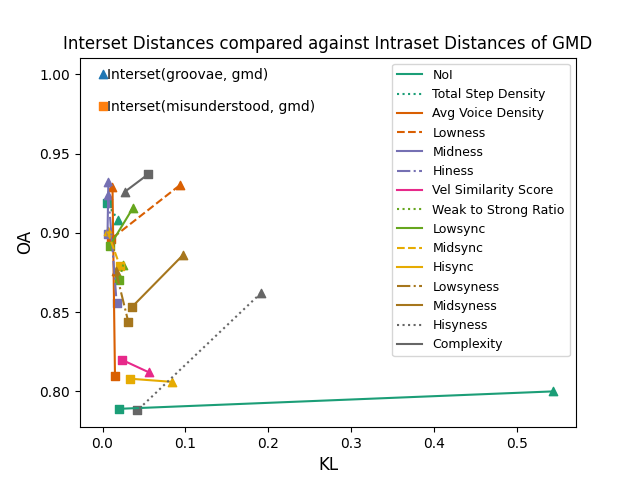 Interset Distances compared against Intraset Distances of GMD
1.00
0.95
0.90
0.85
0.80
OA
Interset(groovae, gmd)
Interset(misunderstood, gmd)
NoI
Total Step Density
Avg Voice Density
Lowness
Midness
Hiness
Vel Similarity Score
Weak to Strong Ratio
Lowsync
Midsync
Hisync
Lowsyness
Midsyness
Hisyness
Complexity
0.0 0.1 0.2 0.3 0.4 0.5
KL